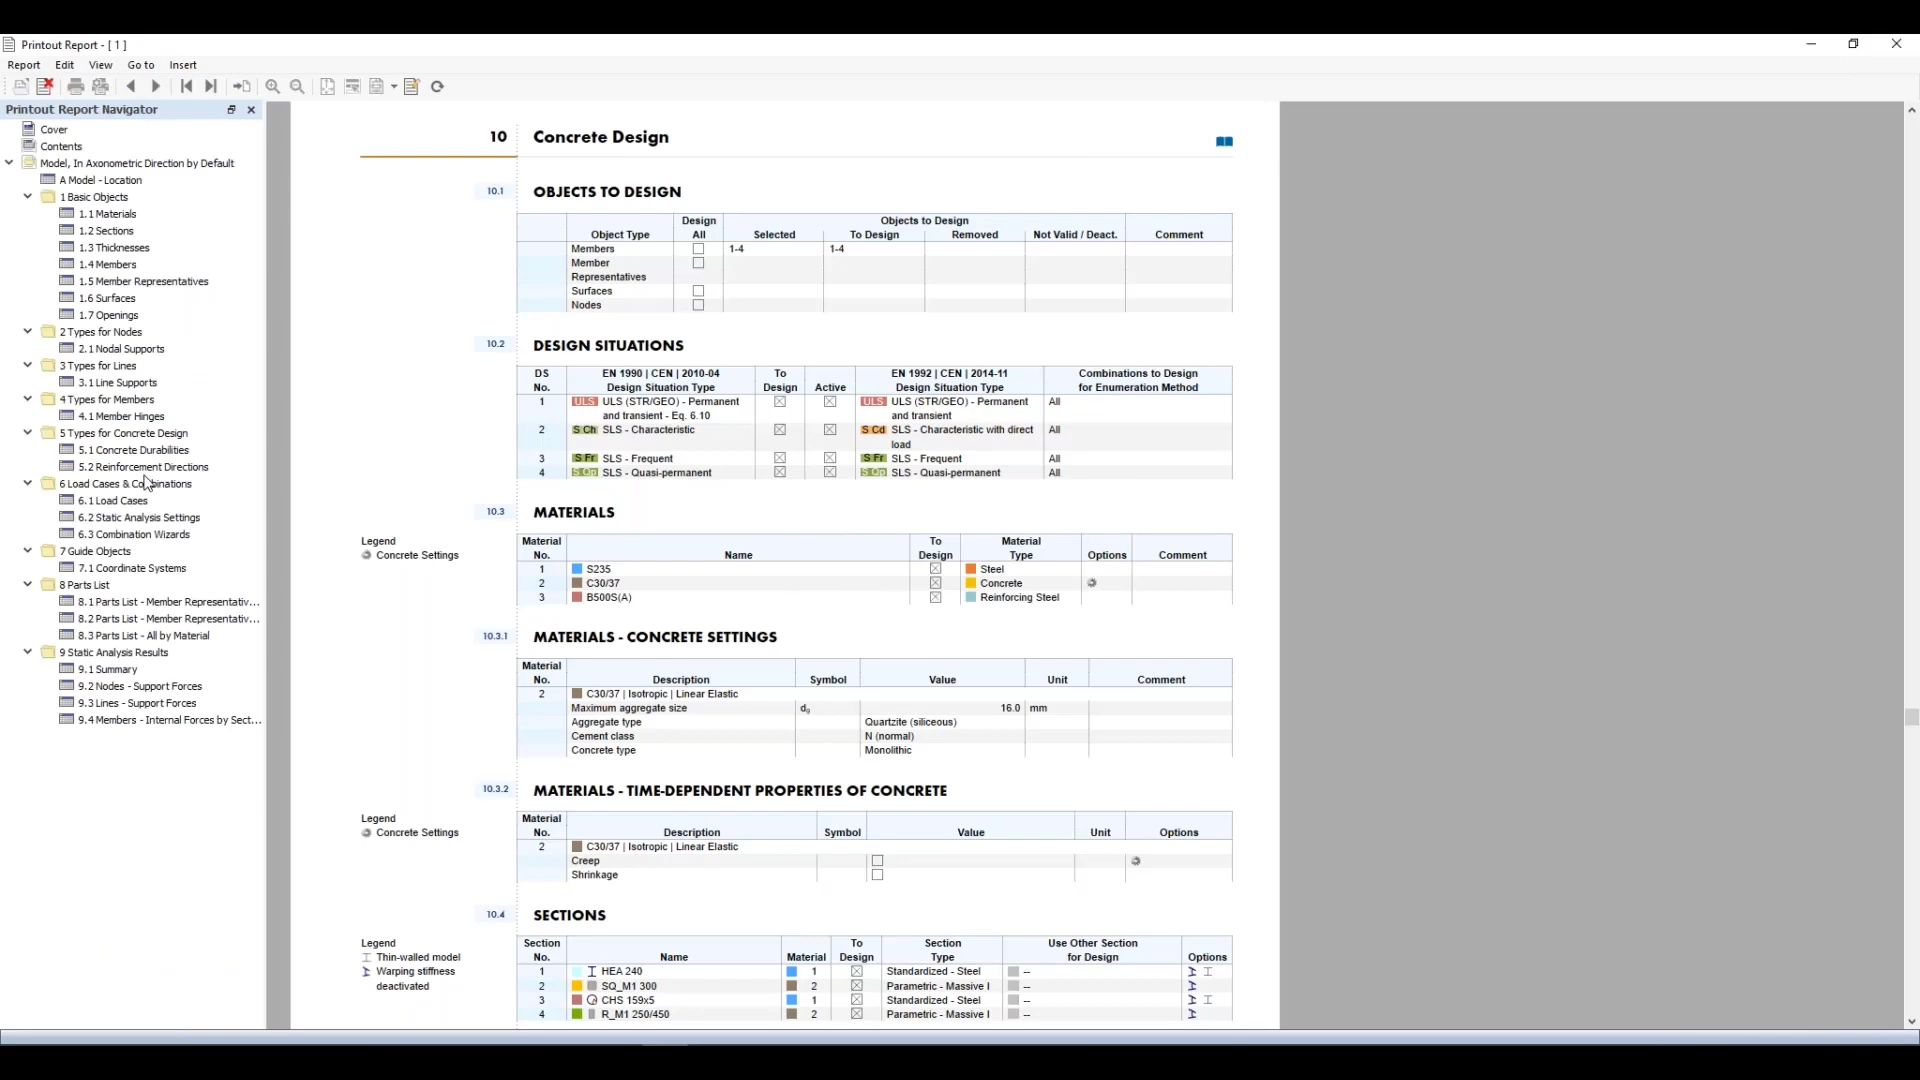 Printout Report - [ 1 ]
Report Edit View Go to Insert
Printout Report Navigator
Cover
Contents
Model, In Axonometric Direction by Default
A Model - Location
1 Basic Objects
1.1 Materials
1.2 Sections
1.3 Thicknesses
1.4 Members
1.5 Member Representatives
1.6 Surfaces
1.7 Openings
2 Types for Nodes
2.1 Nodal Supports
3 Types for Lines
3.1 Line Supports
4 Types for Members
4.1 Member Hinges
5 Types for Concrete Design
5.1 Concrete Durabilities
5.2 Reinforcement Directions
6 Load Cases & Combinations
6.1 Load Cases
6.2 Static Analysis Settings
6.3 Combination Wizards
7 Guide Objects
7.1 Coordinate Systems
8 Parts List
8.1 Parts List - Member Representativ...
8.2 Parts List - Member Representativ...
8.3 Parts List - All by Material
9 Static Analysis Results
9.1 Summary
9.2 Nodes - Support Forces
9.3 Lines - Support Forces
9.4 Members - Internal Forces by Sect...
10 Concrete Design
10.1 OBJECTS TO DESIGN
Design Objects to Design
Object Type All Selected To Design Removed Not Valid / Deact. Comment
Members 1-4 1-4
Member
Representatives
Surfaces
Nodes
10.2 DESIGN SITUATIONS
DS EN 1990 | CEN | 2010-04 To EN 1992 | CEN | 2014-11 Combinations to Design
No. Design Situation Type Design Active Design Situation Type for Enumeration Method
1 ULS ULS (STR/GEO) - Permanent ULS ULS (STR/GEO) - Permanent All
and transient - Eq. 6.10 and transient
2 S Ch SLS - Characteristic S Cd SLS - Characteristic with direct All
load
3 S Fr SLS - Frequent S Fr SLS - Frequent All
4 S Qp SLS - Quasi-permanent S Qp SLS - Quasi-permanent All
10.3 MATERIALS
Legend Material To Material
Concrete Settings No. Name Design Type Options Comment
1 S235 Steel
2 C30/37 Concrete
3 B500S(A) Reinforcing Steel
10.3.1 MATERIALS - CONCRETE SETTINGS
Material
No. Description Symbol Value Unit Comment
2 C30/37 | Isotropic | Linear Elastic
Maximum aggregate size dg 16.0 mm
Aggregate type Quartzite (siliceous)
Cement class N (normal)
Concrete type Monolithic
10.3.2 MATERIALS - TIME-DEPENDENT PROPERTIES OF CONCRETE
Legend Material
Concrete Settings No. Description Symbol Value Unit Options
2 C30/37 | Isotropic | Linear Elastic
Creep
Shrinkage
10.4 SECTIONS
Legend Section To Section Use Other Section
Thin-walled model No. Name Material Design Type for Design Options
Warping stiffness 1 HEA 240 1 Standardized - Steel --
deactivated 2 SQ_M1 300 2 Parametric - Massive I --
3 CHS 159x5 1 Standardized - Steel --
4 R_M1 250/450 2 Parametric - Massive I --